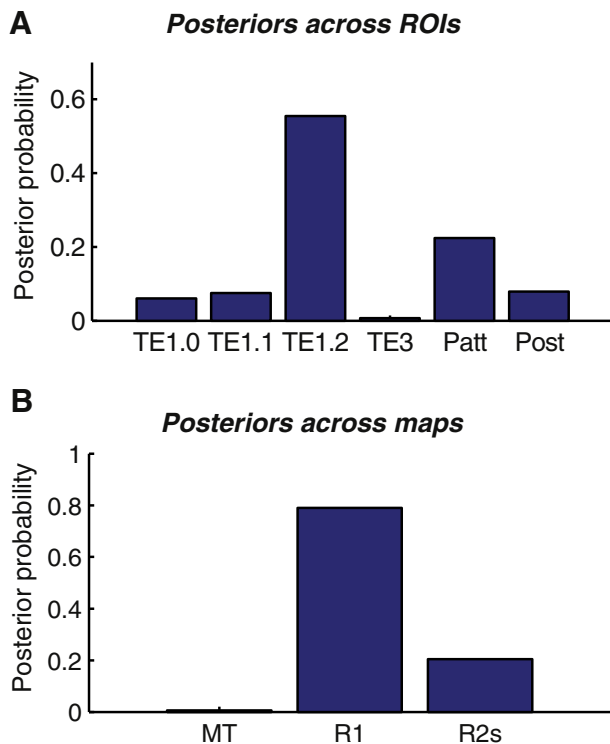 A
Posteriors across ROIs
Posterior probability
0.6
0.4
0.2
0
TE1.0 TE1.1 TE1.2 TE3 Patt Post
B
Posteriors across maps
Posterior probability
1
0.8
0.6
0.4
0.2
0
MT R1 R2s